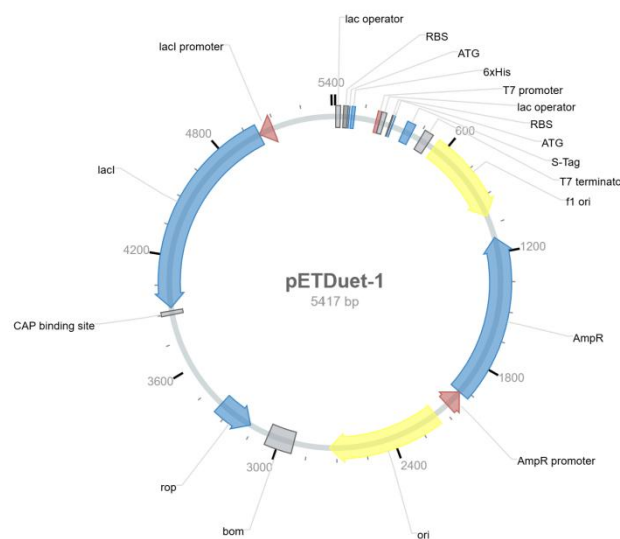 lac operator
RBS
ATG
6xHis
T7 promoter
lac operator
RBS
ATG
S-Tag
T7 terminato
f1 ori
AmpR
AmpR promoter
ori
bom
rop
CAP binding site
lacI
lacI promoter
5400
600
1200
1800
2400
3000
3600
4200
4800
pETDuet-1
5417 bp